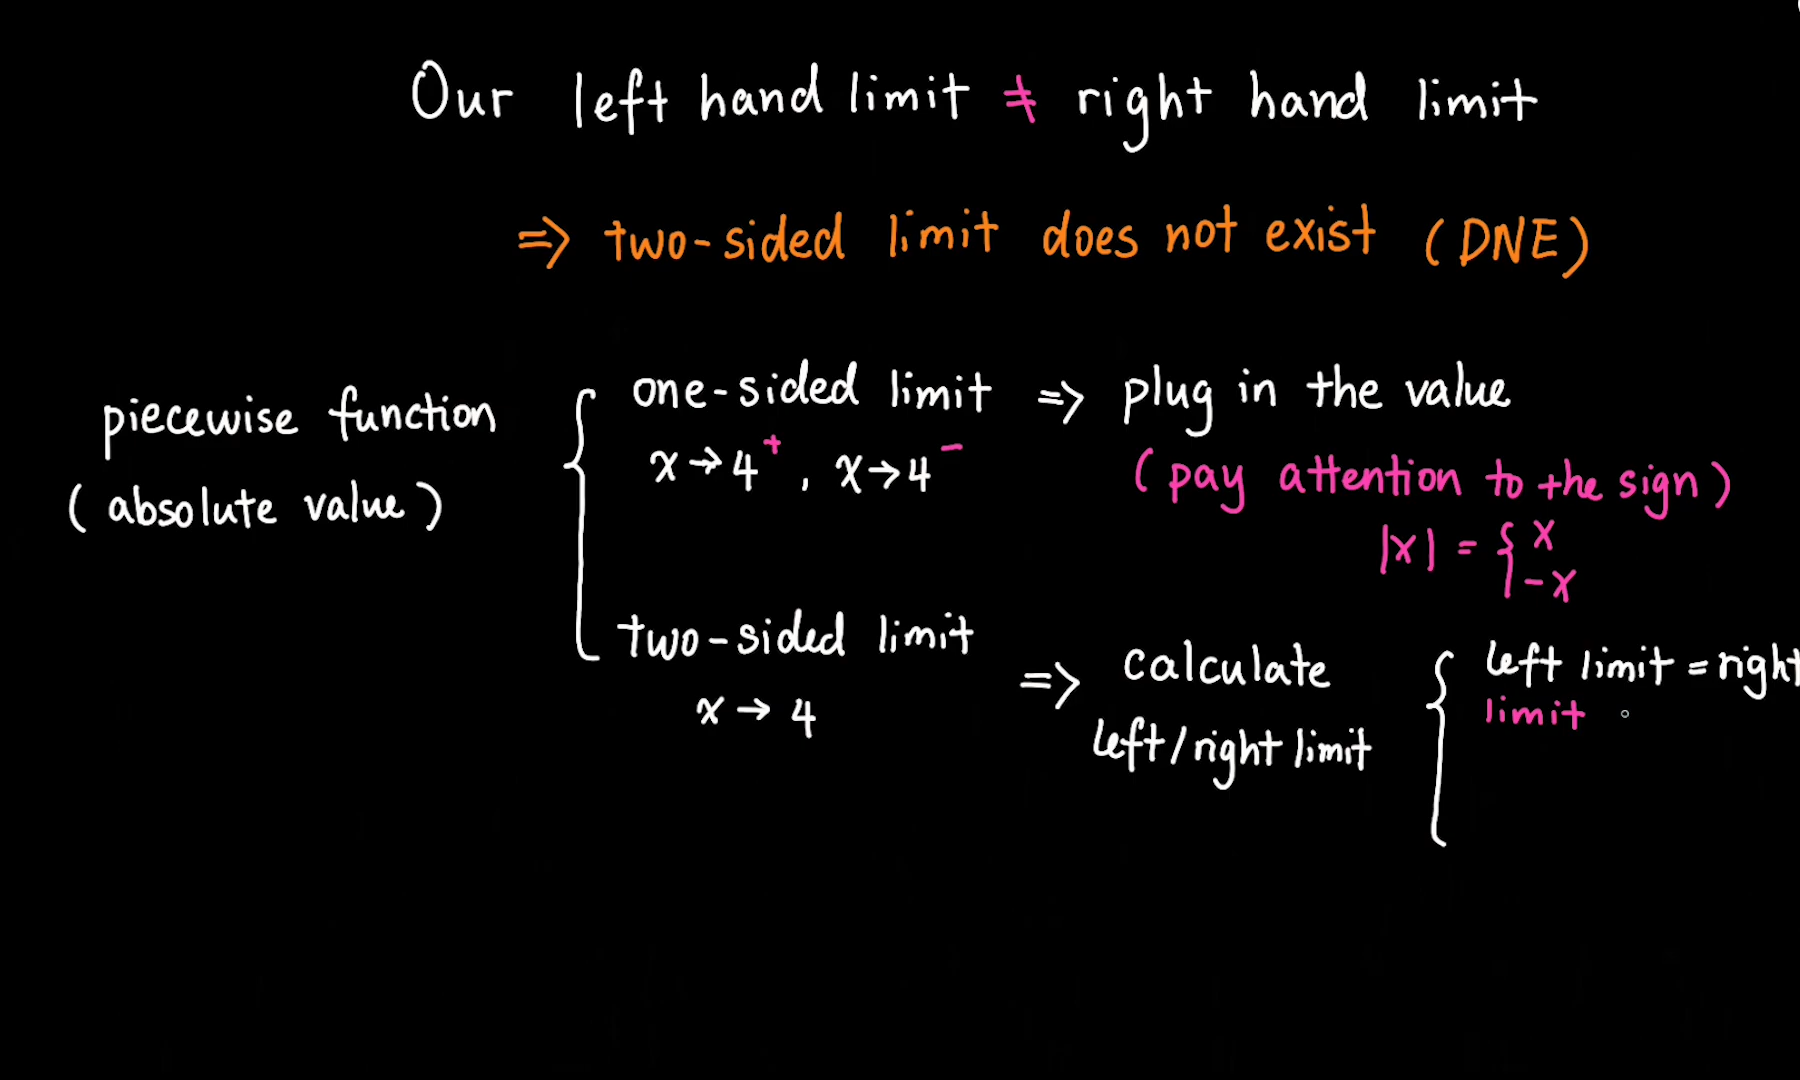 Our left hand limit ≠ right hand limit
⇒ two-sided limit does not exist (DNE)
piecewise function
(absolute value)
one-sided limit ⇒ plug in the value
x→4⁺, x→4⁻
(pay attention to the sign)
|x| = { x
-x
two-sided limit
x→4
⇒ calculate
left/right limit
left limit = right
limit